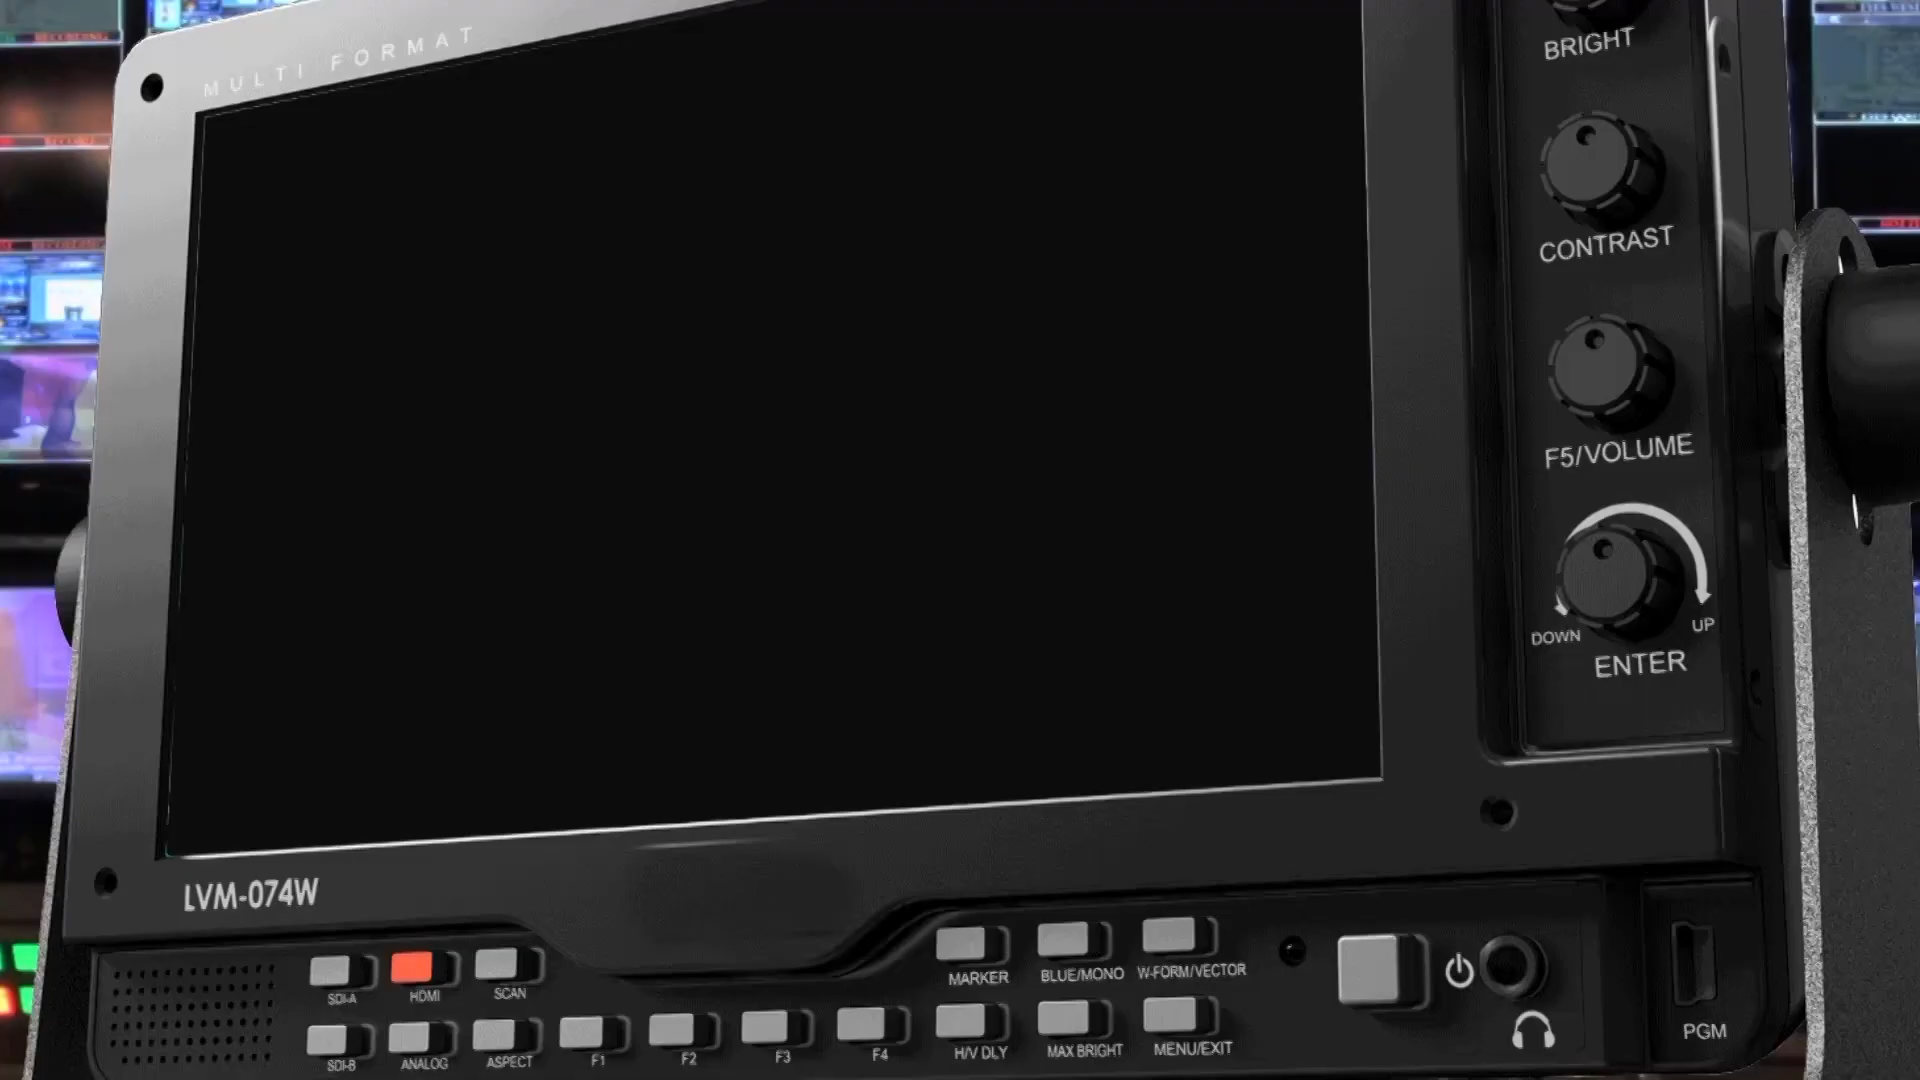 MULTI FORMAT
BRIGHT
CONTRAST
F5/VOLUME
DOWN
UP
ENTER
LVM-074W
MARKER
BLUE/MONO
W-FORM/VECTOR
SDI-A
HDMI
SCAN
SDI-B
ANALOG
ASPECT
F1
F2
F3
F4
H/V DLY
MAX BRIGHT
MENU/EXIT
PGM